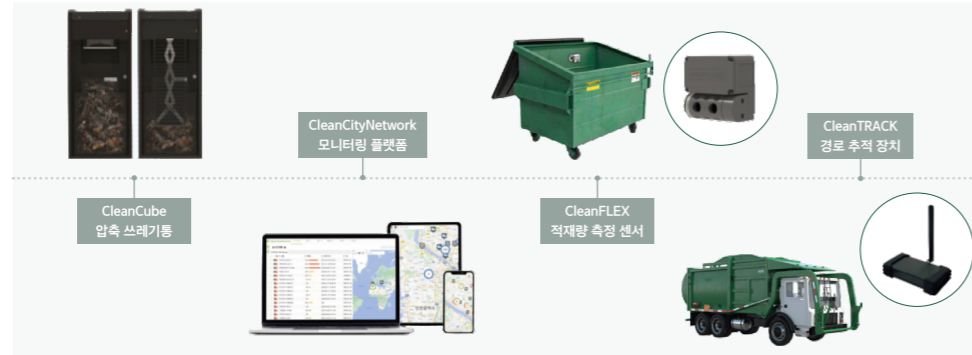 CleanCityNetwork
모니터링 플랫폼
CleanTRACK
경로 추적 장치
CleanCube
압축 쓰레기통
CleanFLEX
적재량 측정 센서